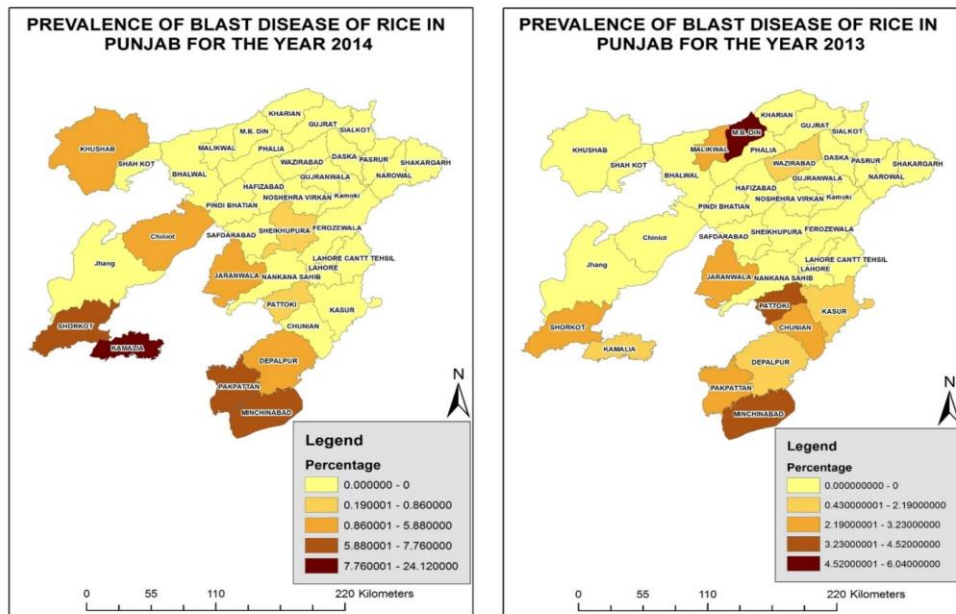 PREVALENCE OF BLAST DISEASE OF RICE IN
PUNJAB FOR THE YEAR 2014
KHARIAN
GUJRAT
SIALKOT
KHUSHAB
M.B. DIN
MALIKWAL
PHALIA
DASKA
SHAH KOT
WAZIRABAD
PASRUR
SHAKARGARH
BHALWAL
GUJRANWALA
NAROWAL
HAFIZABAD
Kamoki
PINDI BHATIAN
NOSHEHRA VIRKAN
Chiniot
SAFDARABAD
SHEIKHUPURA
FEROZEWALA
Jhang
LAHORE CANTT TEHSIL
LAHORE
JARANWALA
NANKANA SAHIB
PATTOKI
KASUR
SHORKOT
CHUNIAN
KAMALIA
DEPALPUR
PAKPATTAN
MINCHINABAD
N
Legend
Percentage
0.000000 - 0
0.190001 - 0.860000
0.860001 - 5.880000
5.880001 - 7.760000
7.760001 - 24.120000
0 55 110 220 Kilometers
PREVALENCE OF BLAST DISEASE OF RICE IN
PUNJAB FOR THE YEAR 2013
KHARIAN
GUJRAT
SIALKOT
KHUSHAB
M.B. DIN
MALIKWAL
PHALIA
DASKA
SHAH KOT
WAZIRABAD
PASRUR
SHAKARGARH
BHALWAL
GUJRANWALA
NAROWAL
HAFIZABAD
Kamoki
PINDI BHATIAN
NOSHEHRA VIRKAN
Chiniot
SAFDARABAD
SHEIKHUPURA
FEROZEWALA
Jhang
LAHORE CANTT TEHSIL
LAHORE
JARANWALA
NANKANA SAHIB
PATTOKI
KASUR
SHORKOT
CHUNIAN
KAMALIA
DEPALPUR
PAKPATTAN
MINCHINABAD
N
Legend
Percentage
0.000000000 - 0
0.430000001 - 2.19000000
2.19000001 - 3.23000000
3.23000001 - 4.52000000
4.52000001 - 6.04000000
0 55 110 220 Kilometers